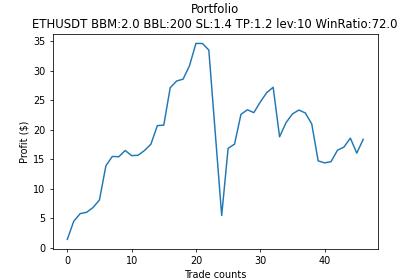 Portfolio
ETHUSDT BBM:2.0 BBL:200 SL:1.4 TP:1.2 lev:10 WinRatio:72.0
35
30
25
20
15
10
5
0
Profit ($)
0 10 20 30 40
Trade counts